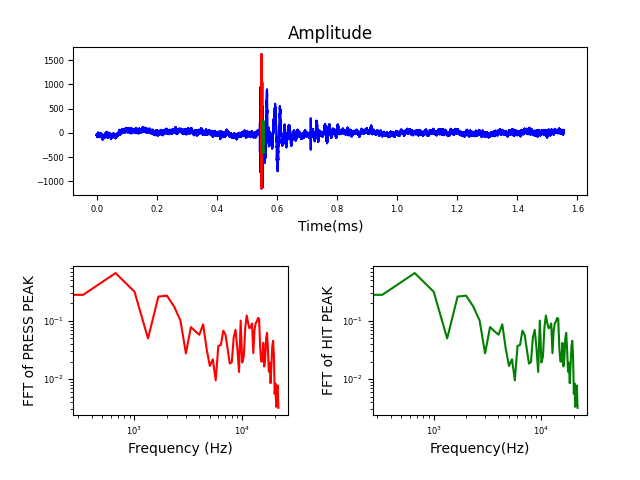 Amplitude
1500
1000
500
0
−500
−1000
0.0 0.2 0.4 0.6 0.8 1.0 1.2 1.4 1.6
Time(ms)
FFT of PRESS PEAK
10⁻¹
10⁻²
10³ 10⁴
Frequency (Hz)
FFT of HIT PEAK
10⁻¹
10⁻²
10³ 10⁴
Frequency(Hz)